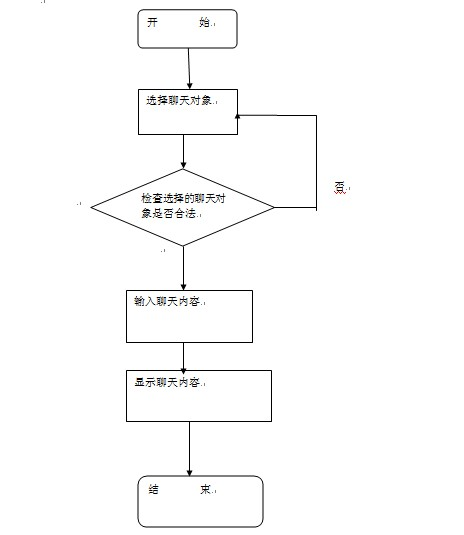 开 始
选择聊天对象
检查选择的聊天对
象是否合法
否
输入聊天内容
显示聊天内容
结 束